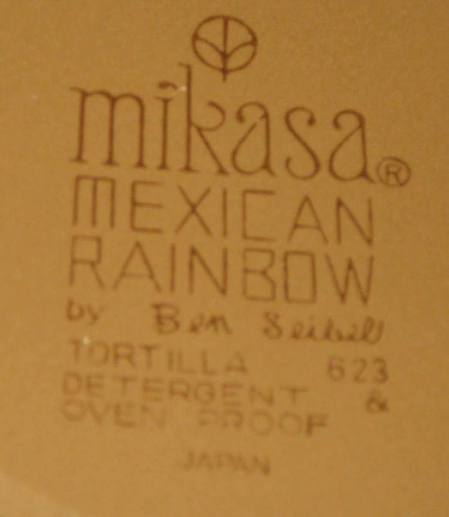 mikasa®
MEXICAN
RAINBOW
by Ben Seibel
TORTILLA 623
DETERGENT &
OVEN PROOF
JAPAN